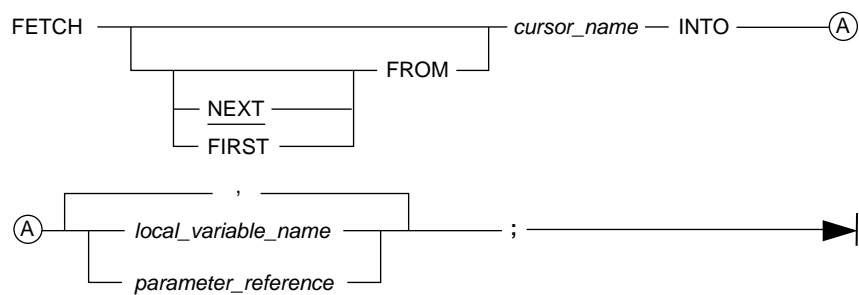 FETCH cursor_name INTO A
FROM
NEXT
FIRST
,
A local_variable_name ;
parameter_reference